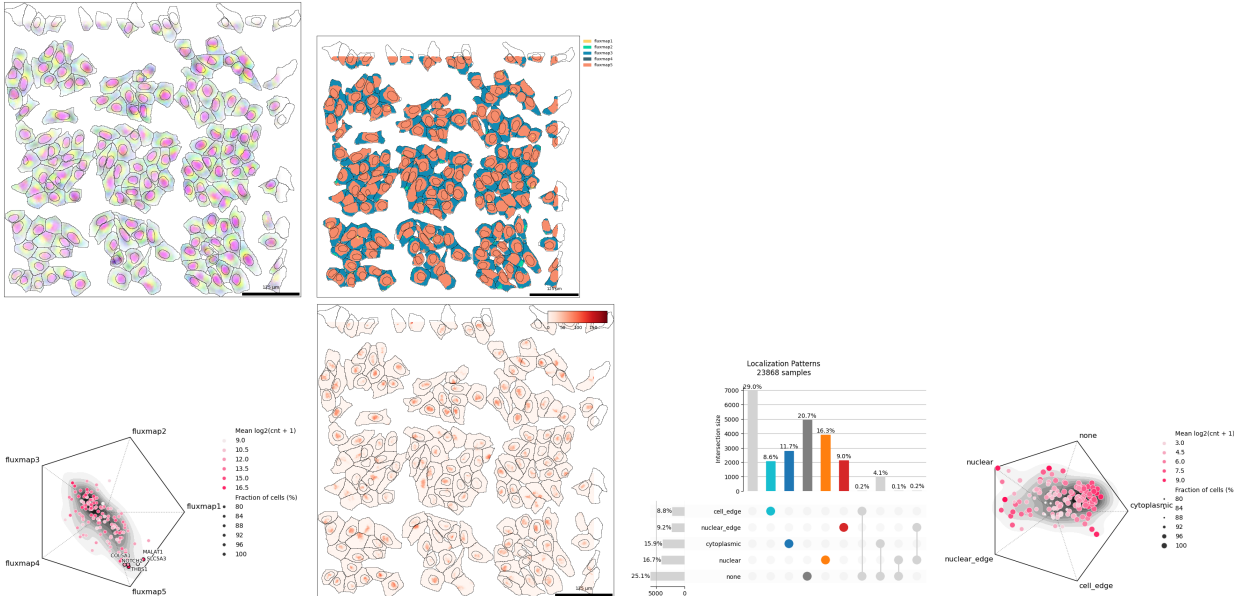 125 μm
fluxmap1
fluxmap2
fluxmap3
fluxmap4
fluxmap5
125 μm
fluxmap2
fluxmap3
fluxmap1
fluxmap4
fluxmap5
COL5A1
MALAT1
SLC5A3
THBS1
Mean log2(cnt + 1)
9.0
10.5
12.0
13.5
15.0
16.5
Fraction of cells (%)
80
84
88
92
96
100
0 50 100 150
125 μm
Localization Patterns
23868 samples
7000
6000
5000
4000
3000
2000
1000
0
Intersection size
29.0%
8.6%
11.7%
20.7%
16.3%
9.0%
0.2%
4.1%
0.1%
0.2%
8.8% cell_edge
9.2% nuclear_edge
15.9% cytoplasmic
16.7% nuclear
25.1% none
5000 0
none
nuclear
cytoplasmic
nuclear_edge
cell_edge
Mean log2(cnt + 1)
3.0
4.5
6.0
7.5
9.0
Fraction of cells (%)
80
84
88
92
96
100